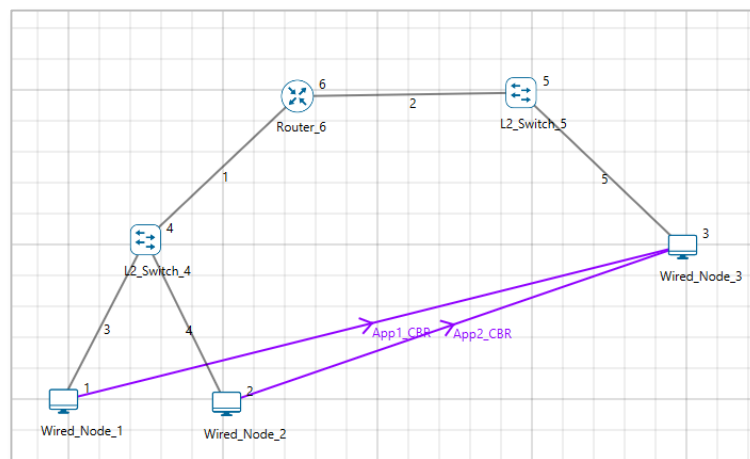 6
Router_6
2
5
L2_Switch_5
1
5
4
L2_Switch_4
3
Wired_Node_3
App1_CBR
App2_CBR
3
4
1
Wired_Node_1
2
Wired_Node_2